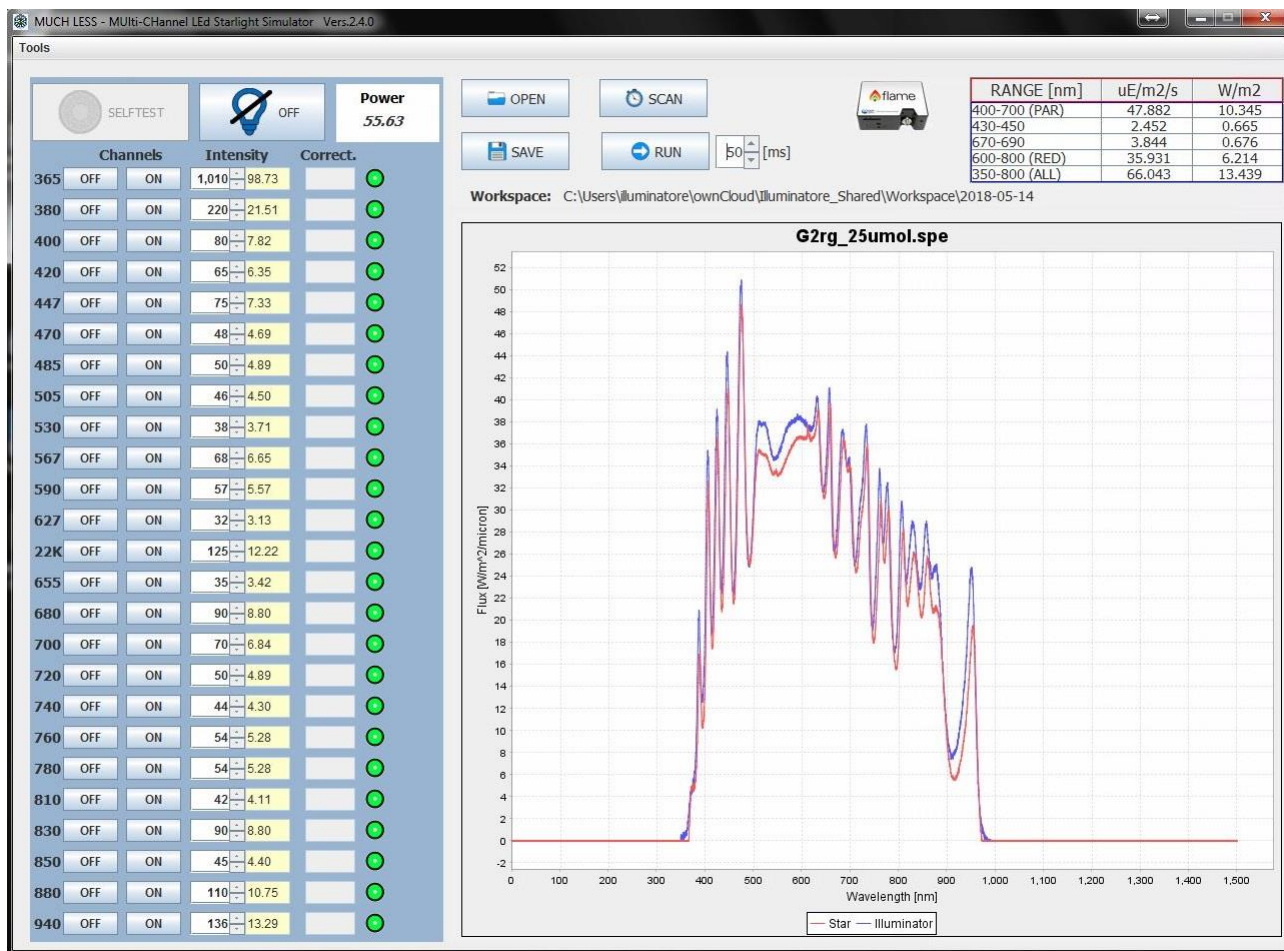 MUCH LESS - MUlti-CHannel LEd Starlight Simulator Vers.2.4.0
Tools
SELFTEST
OFF
Power
55.63
Channels Intensity Correct.
365 OFF ON 1,010 98.73
380 OFF ON 220 21.51
400 OFF ON 80 7.82
420 OFF ON 65 6.35
447 OFF ON 75 7.33
470 OFF ON 48 4.69
485 OFF ON 50 4.89
505 OFF ON 46 4.50
530 OFF ON 38 3.71
567 OFF ON 68 6.65
590 OFF ON 57 5.57
627 OFF ON 32 3.13
22K OFF ON 125 12.22
655 OFF ON 35 3.42
680 OFF ON 90 8.80
700 OFF ON 70 6.84
720 OFF ON 50 4.89
740 OFF ON 44 4.30
760 OFF ON 54 5.28
780 OFF ON 54 5.28
810 OFF ON 42 4.11
830 OFF ON 90 8.80
850 OFF ON 45 4.40
880 OFF ON 110 10.75
940 OFF ON 136 13.29
OPEN SCAN
SAVE RUN 50 [ms]
flame
RANGE [nm] uE/m2/s W/m2
400-700 (PAR) 47.882 10.345
430-450 2.452 0.665
670-690 3.844 0.676
600-800 (RED) 35.931 6.214
350-800 (ALL) 66.043 13.439
Workspace: C:\Users\illuminatore\ownCloud\Illuminatore_Shared\Workspace\2018-05-14
G2rg_25umol.spe
Flux [W/m^2/micron]
52
50
48
46
44
42
40
38
36
34
32
30
28
26
24
22
20
18
16
14
12
10
8
6
4
2
0
-2
0 100 200 300 400 500 600 700 800 900 1,000 1,100 1,200 1,300 1,400 1,500
Wavelength [nm]
Star Illuminator